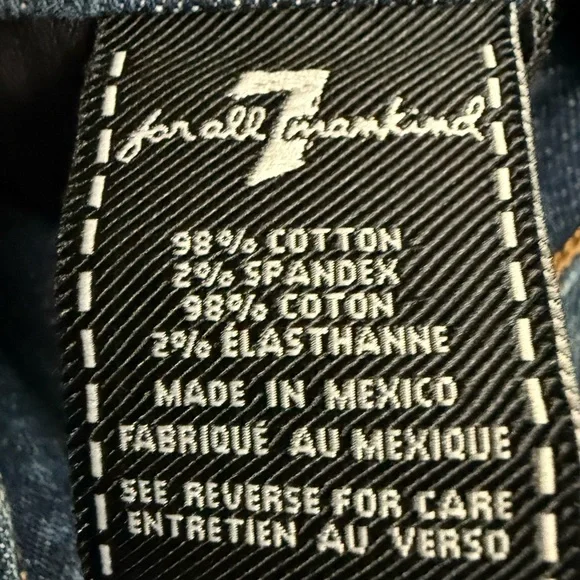 for all 7 mankind
98% COTTON
2% SPANDEX
98% COTON
2% ÉLASTHANNE
MADE IN MEXICO
FABRIQUÉ AU MEXIQUE
SEE REVERSE FOR CARE
ENTRETIEN AU VERSO